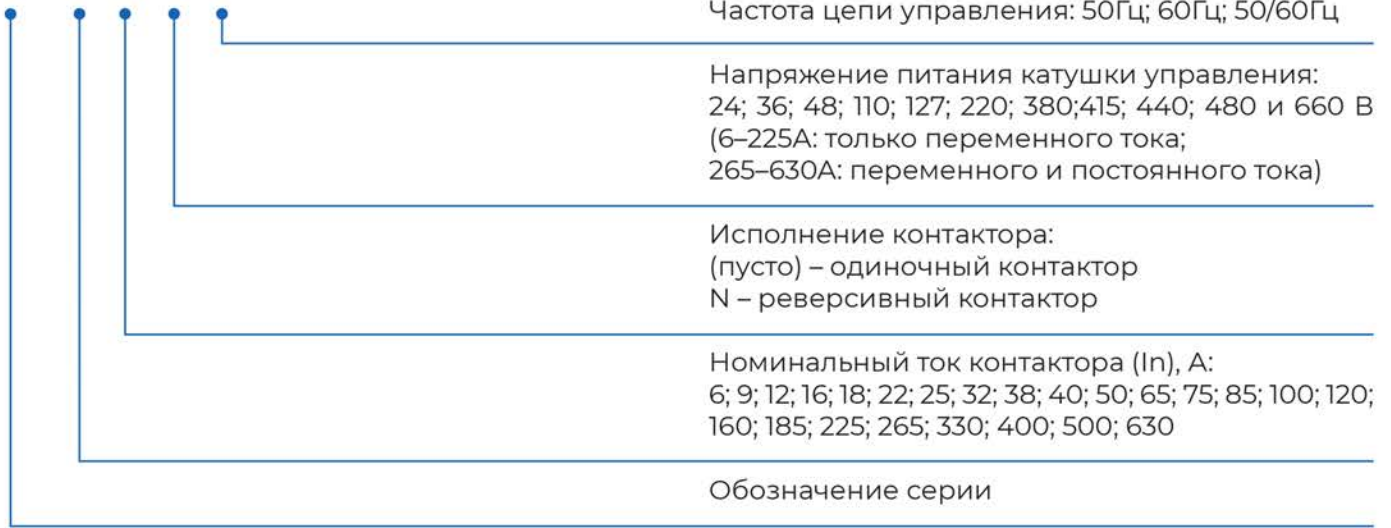 Частота цепи управления: 50Гц; 60Гц; 50/60Гц
Напряжение питания катушки управления:
24; 36; 48; 110; 127; 220; 380;415; 440; 480 и 660 В
(6–225А: только переменного тока;
265–630А: переменного и постоянного тока)
Исполнение контактора:
(пусто) – одиночный контактор
N – реверсивный контактор
Номинальный ток контактора (In), А:
6; 9; 12; 16; 18; 22; 25; 32; 38; 40; 50; 65; 75; 85; 100; 120;
160; 185; 225; 265; 330; 400; 500; 630
Обозначение серии